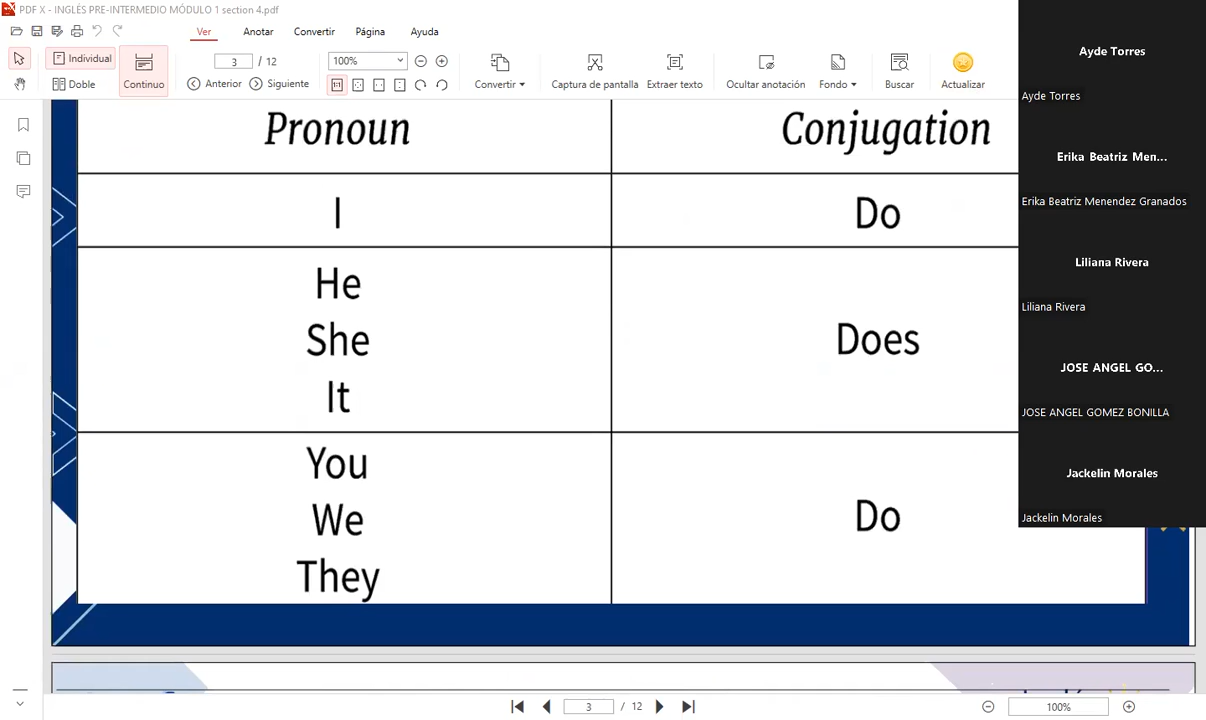 PDF X - INGLÉS PRE-INTERMEDIO MÓDULO 1 section 4.pdf
Ver Anotar Convertir Página Ayuda
Individual
Doble
Continuo
3 / 12
Anterior Siguiente
100%
Convertir
Captura de pantalla
Extraer texto
Ocultar anotación
Fondo
Buscar
Actualizar
Pronoun Conjugation
I Do
He
She
It
Does
You
We
They
Do
Ayde Torres
Ayde Torres
Erika Beatriz Men...
Erika Beatriz Menendez Granados
Liliana Rivera
Liliana Rivera
JOSE ANGEL GO...
JOSE ANGEL GOMEZ BONILLA
Jackelin Morales
Jackelin Morales
3 / 12
100%